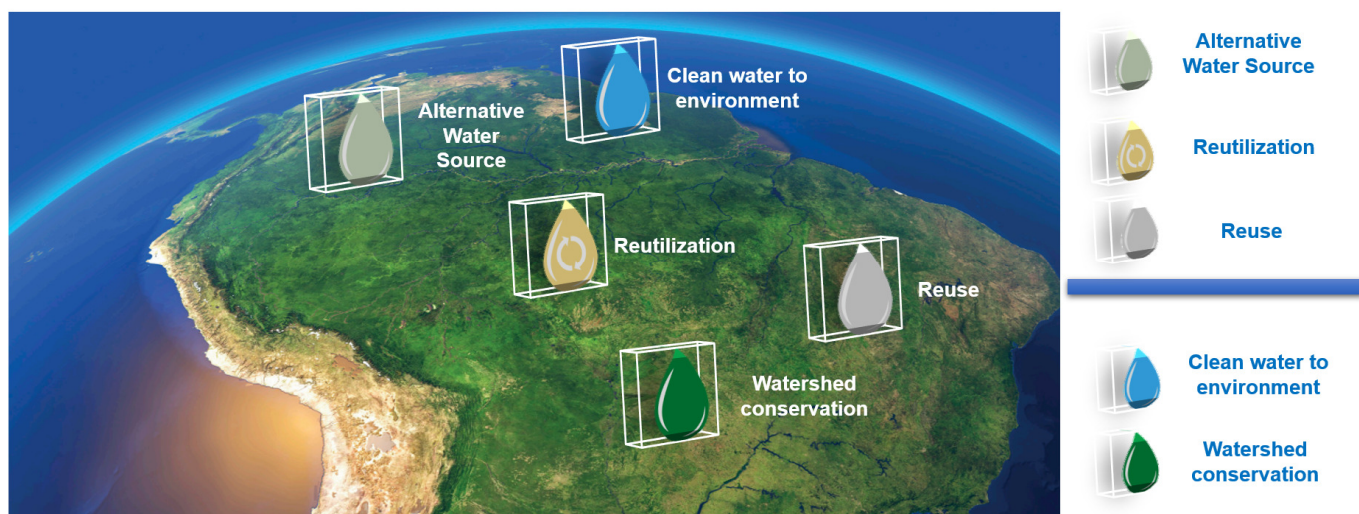 Clean water to
environment
Alternative
Water
Source
Reutilization
Reuse
Watershed
conservation
Alternative
Water Source
Reutilization
Reuse
Clean water to
environment
Watershed
conservation